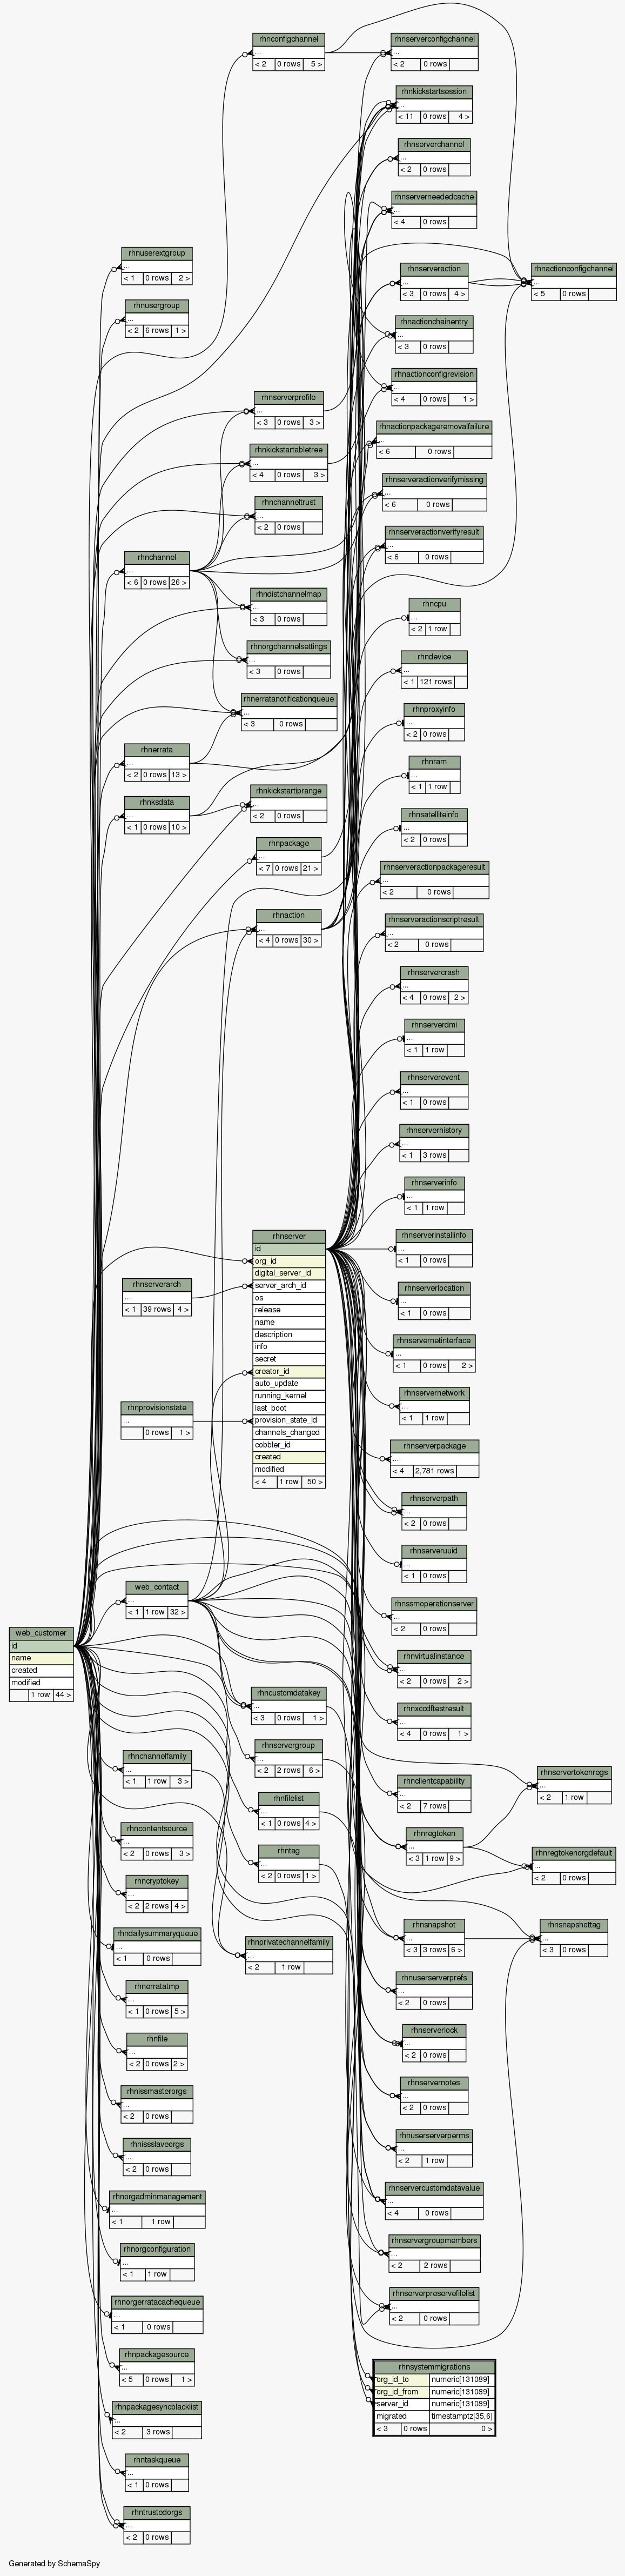 rhnconfigchannel
...
< 2 0 rows 5 >
rhnserverconfigchannel
...
< 2 0 rows
rhnkickstartsession
...
< 11 0 rows 4 >
rhnserverchannel
...
< 2 0 rows
rhnserverneededcache
...
< 4 0 rows
rhnuserextgroup
...
< 1 0 rows 2 >
rhnserveraction
...
< 3 0 rows 4 >
rhnactionconfigchannel
...
< 5 0 rows
rhnusergroup
...
< 2 6 rows 1 >
rhnactionchainentry
...
< 3 0 rows
rhnactionconfigrevision
...
< 4 0 rows 1 >
rhnserverprofile
...
< 3 0 rows 3 >
rhnactionpackageremovalfailure
...
< 6 0 rows
rhnkickstartabletree
...
< 4 0 rows 3 >
rhnserveractionverifymissing
...
< 6 0 rows
rhnchanneltrust
...
< 2 0 rows
rhnserveractionverifyresult
...
< 6 0 rows
rhnchannel
...
< 6 0 rows 26 >
rhndistchannelmap
...
< 3 0 rows
rhncpu
...
< 2 1 row
rhnorgchannelsettings
...
< 3 0 rows
rhndevice
...
< 1 121 rows
rhnerratanotificationqueue
...
< 3 0 rows
rhnproxyinfo
...
< 2 0 rows
rhnerrata
...
< 2 0 rows 13 >
rhnram
...
< 1 1 row
rhnksdata
...
< 1 0 rows 10 >
rhnkickstartiprange
...
< 2 0 rows
rhnsatelliteinfo
...
< 2 0 rows
rhnpackage
...
< 7 0 rows 21 >
rhnserveractionpackageresult
...
< 2 0 rows
rhnaction
...
< 4 0 rows 30 >
rhnserveractionscriptresult
...
< 2 0 rows
rhnservercrash
...
< 4 0 rows 2 >
rhnserverdmi
...
< 1 1 row
rhnserverevent
...
< 1 0 rows
rhnserverhistory
...
< 1 3 rows
rhnserverinfo
...
< 1 1 row
rhnserver
id
org_id
digital_server_id
server_arch_id
os
release
name
description
info
secret
creator_id
auto_update
running_kernel
last_boot
provision_state_id
channels_changed
cobbler_id
created
modified
< 4 1 row 50 >
rhnserverinstallinfo
...
< 1 0 rows
rhnserverarch
...
< 1 39 rows 4 >
rhnserverlocation
...
< 1 0 rows
rhnservernetinterface
...
< 1 0 rows 2 >
rhnprovisionstate
...
0 rows 1 >
rhnservernetwork
...
< 1 1 row
rhnserverpackage
...
< 4 2,781 rows
rhnserverpath
...
< 2 0 rows
rhnserveruuid
...
< 1 0 rows
web_contact
...
< 1 1 row 32 >
rhnssmoperationserver
...
< 2 0 rows
web_customer
id
name
created
modified
1 row 44 >
rhnvirtualinstance
...
< 2 0 rows 2 >
rhncustomdatakey
...
< 3 0 rows 1 >
rhnxccdftestresult
...
< 4 0 rows 1 >
rhnchannelfamily
...
< 1 1 row 3 >
rhnservergroup
...
< 2 2 rows 6 >
rhnclientcapability
...
< 2 7 rows
rhnservertokenregs
...
< 2 1 row
rhnfilelist
...
< 1 0 rows 4 >
rhncontentsource
...
< 2 0 rows 3 >
rhnregtoken
...
< 3 1 row 9 >
rhntag
...
< 2 0 rows 1 >
rhnregtokenorgdefault
...
< 2 0 rows
rhncryptokey
...
< 2 2 rows 4 >
rhndailysummaryqueue
...
< 1 0 rows
rhnprivatechannelfamily
...
< 2 1 row
rhnsnapshot
...
< 3 3 rows 6 >
rhnsnapshottag
...
< 3 0 rows
rhnerratatmp
...
< 1 0 rows 5 >
rhnuserserverprefs
...
< 2 0 rows
rhnfile
...
< 2 0 rows 2 >
rhnserverlock
...
< 2 0 rows
rhnissmasterorgs
...
< 2 0 rows
rhnservernotes
...
< 2 0 rows
rhnissslaveorgs
...
< 2 0 rows
rhnuserserverperms
...
< 2 1 row
rhnorgadminmanagement
...
< 1 1 row
rhnservercustomdatavalue
...
< 4 0 rows
rhnorgconfiguration
...
< 1 1 row
rhnservergroupmembers
...
< 2 2 rows
rhnorgerratacachequeue
...
< 1 0 rows
rhnserverpreservefilelist
...
< 2 0 rows
rhnpackagesource
...
< 5 0 rows 1 >
rhnsystemmigrations
org_id_to numeric[131089]
org_id_from numeric[131089]
server_id numeric[131089]
migrated timestamptz[35,6]
< 3 0 rows 0 >
rhnpackagesyncblacklist
...
< 2 3 rows
rhntaskqueue
...
< 1 0 rows
rhntrustedorgs
...
< 2 0 rows
Generated by SchemaSpy